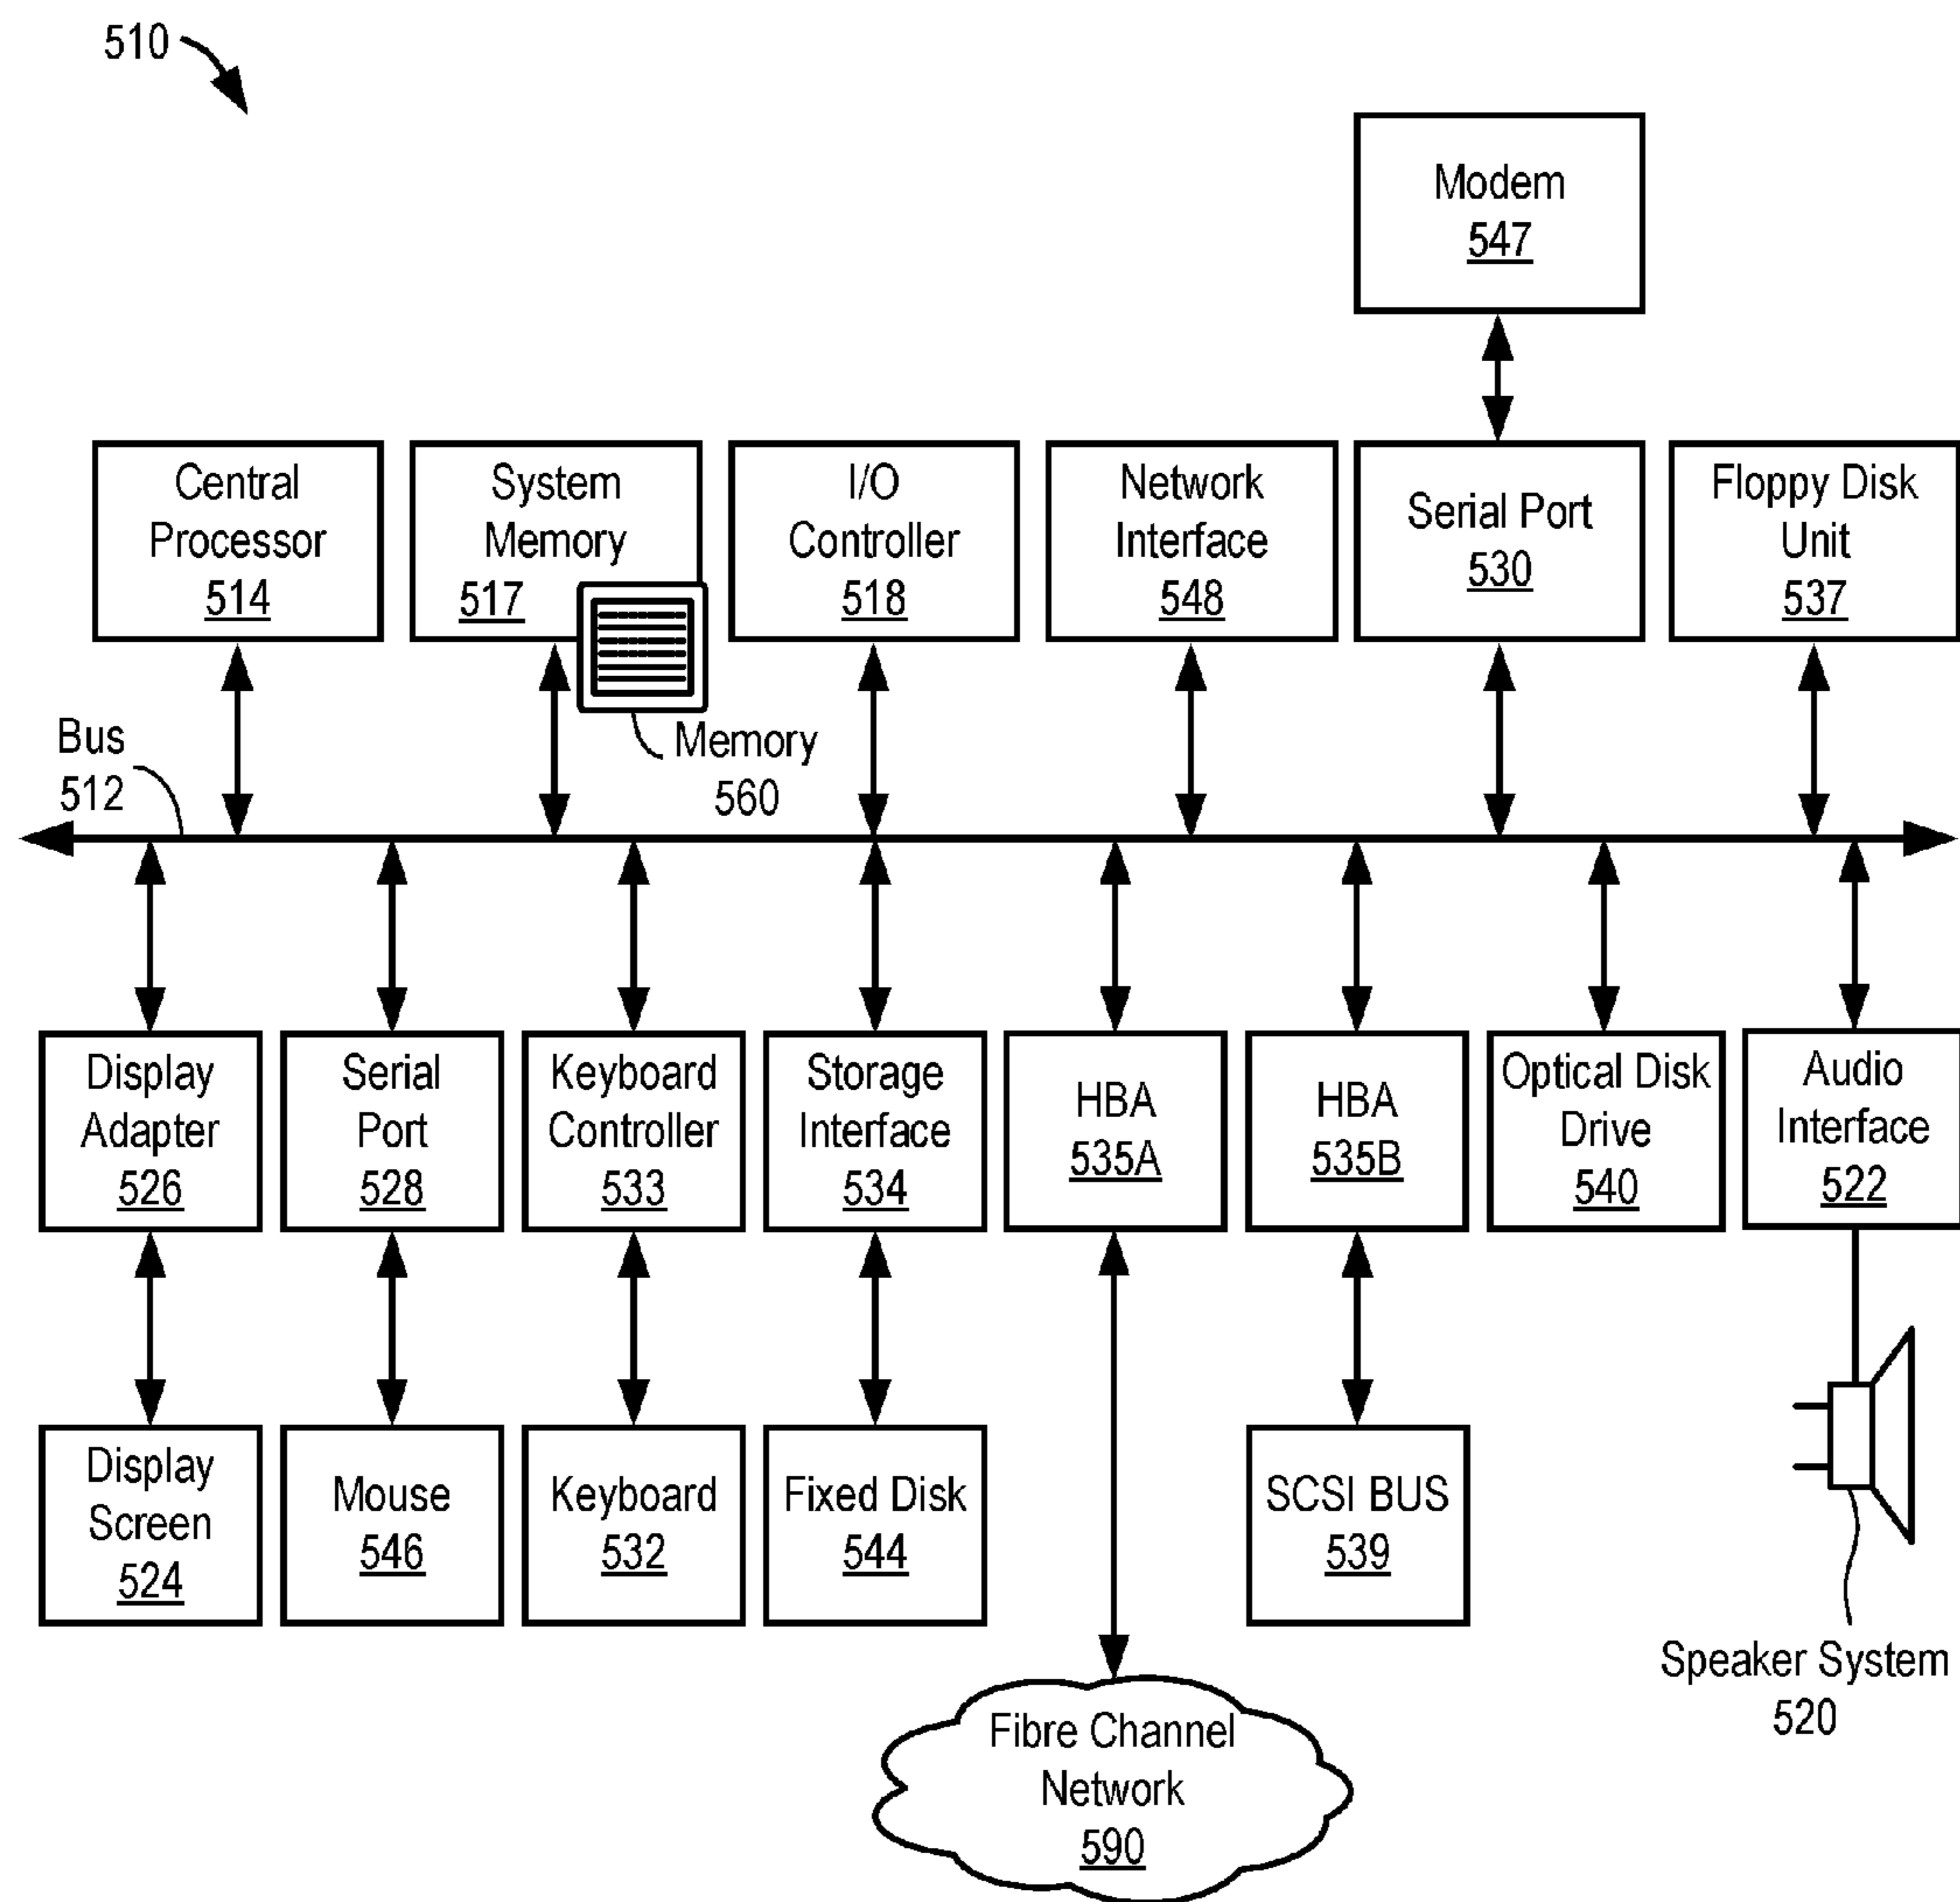 510
Modem
547
Central
Processor
514
System
Memory
517
I/O
Controller
518
Network
Interface
548
Serial Port
530
Floppy Disk
Unit
537
Bus
512
Memory
560
Display
Adapter
526
Serial
Port
528
Keyboard
Controller
533
Storage
Interface
534
HBA
535A
HBA
535B
Optical Disk
Drive
540
Audio
Interface
522
Display
Screen
524
Mouse
546
Keyboard
532
Fixed Disk
544
SCSI BUS
539
Speaker System
520
Fibre Channel
Network
590